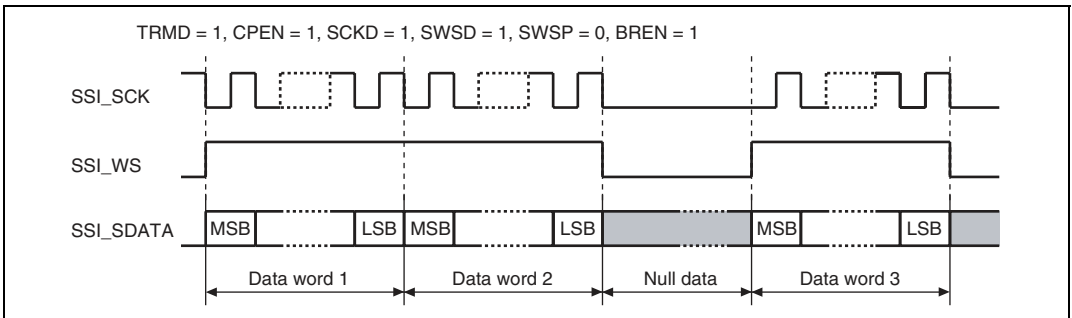 TRMD = 1, CPEN = 1, SCKD = 1, SWSD = 1, SWSP = 0, BREN = 1
SSI_SCK
SSI_WS
SSI_SDATA MSB LSB MSB LSB MSB LSB
Data word 1 Data word 2 Null data Data word 3